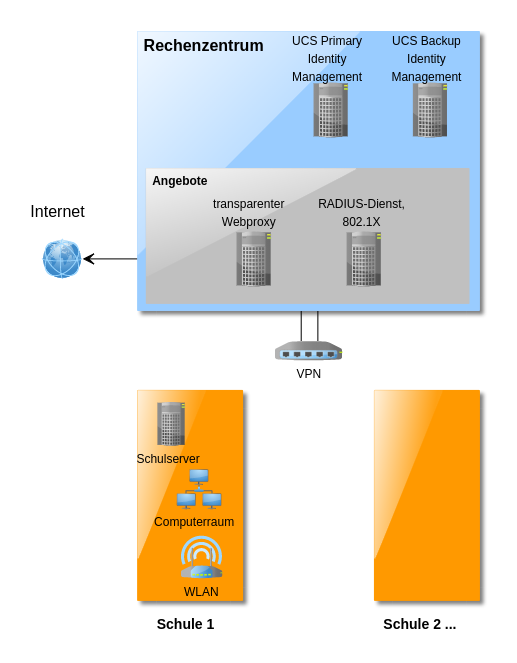 Rechenzentrum
UCS Primary
Identity
Management
UCS Backup
Identity
Management
Angebote
transparenter
Webproxy
RADIUS-Dienst,
802.1X
Internet
VPN
Schulserver
Computerraum
WLAN
Schule 1
Schule 2 ...